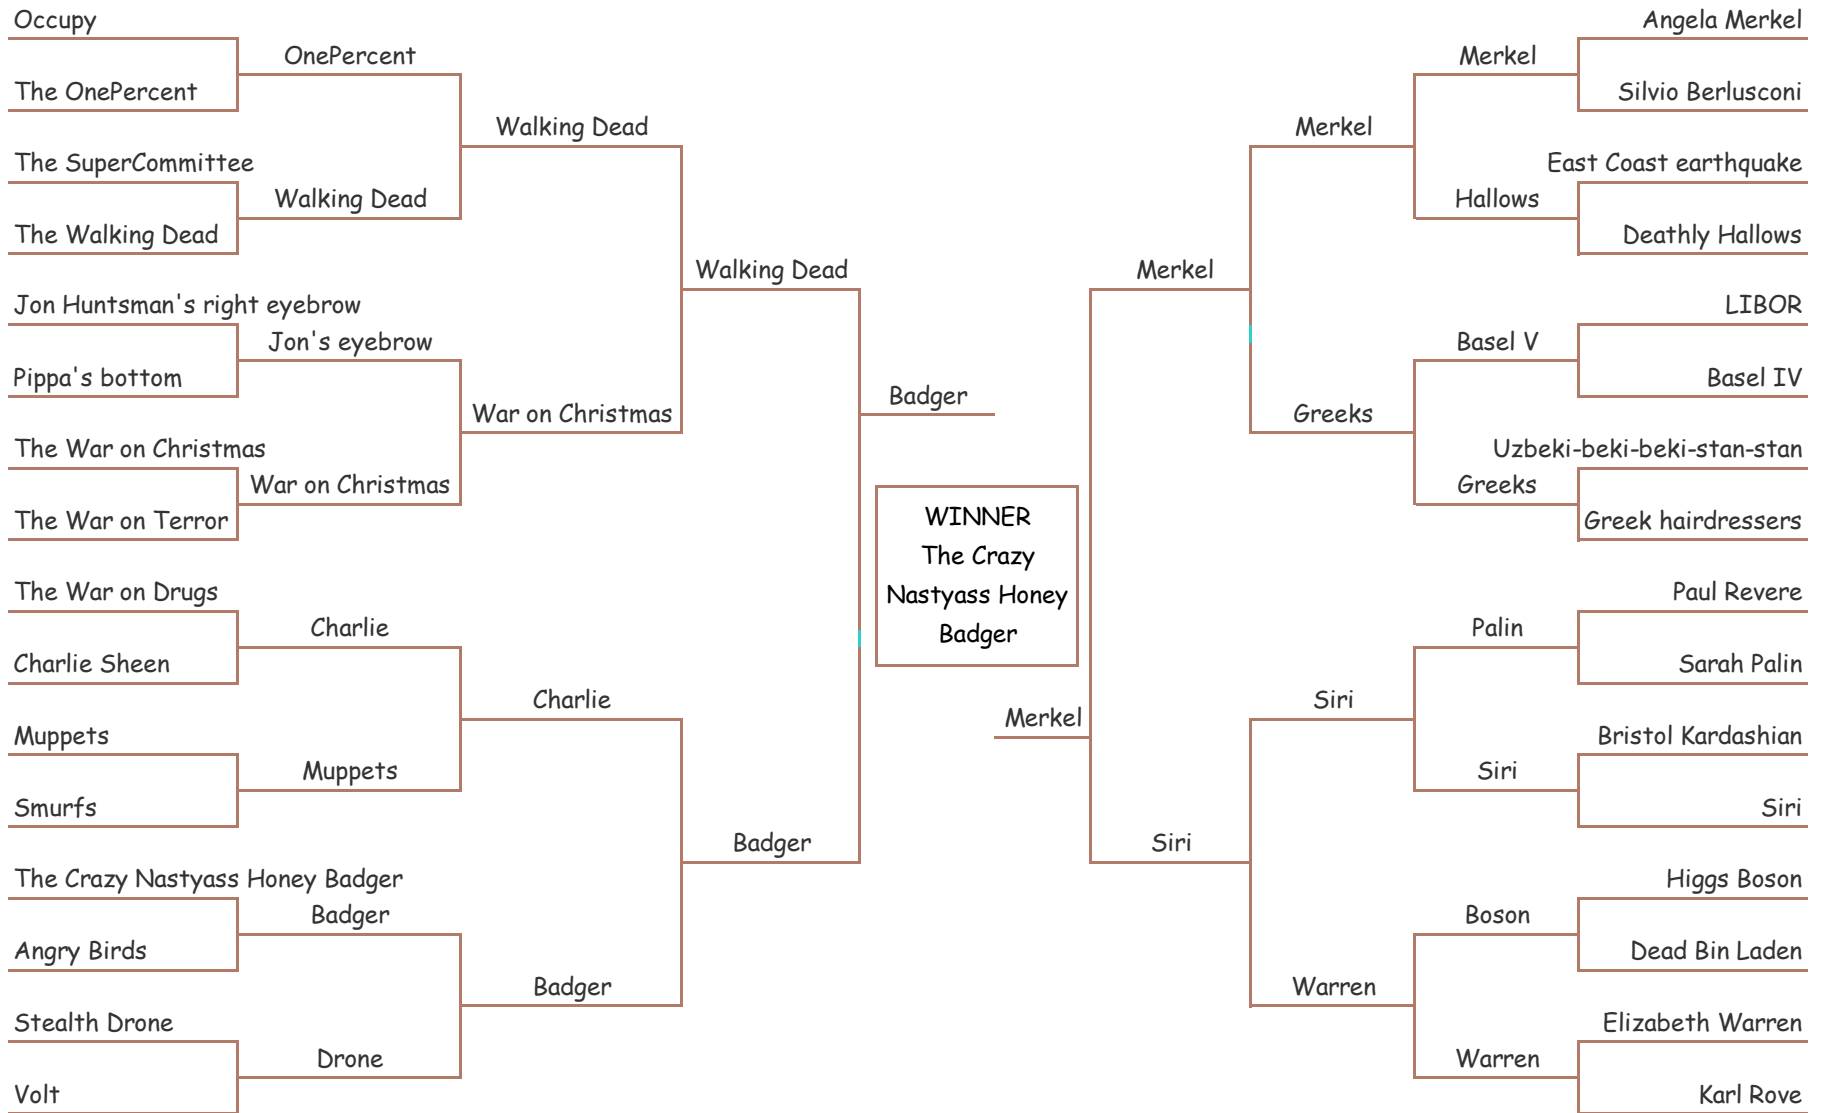 Occupy
OnePercent
The OnePercent
Walking Dead
The SuperCommittee
Walking Dead
The Walking Dead
Walking Dead
Jon Huntsman's right eyebrow
Jon's eyebrow
Pippa's bottom
War on Christmas
The War on Christmas
War on Christmas
The War on Terror
Badger
The War on Drugs
Charlie
Charlie Sheen
Charlie
Muppets
Muppets
Smurfs
Badger
The Crazy Nastyass Honey Badger
Badger
Angry Birds
Badger
Stealth Drone
Drone
Volt
WINNER
The Crazy
Nastyass Honey
Badger
Angela Merkel
Merkel
Silvio Berlusconi
Merkel
East Coast earthquake
Hallows
Deathly Hallows
Merkel
LIBOR
Basel V
Basel IV
Greeks
Uzbeki-beki-beki-stan-stan
Greeks
Greek hairdressers
Merkel
Paul Revere
Palin
Sarah Palin
Siri
Bristol Kardashian
Siri
Siri
Siri
Higgs Boson
Boson
Dead Bin Laden
Warren
Elizabeth Warren
Warren
Karl Rove